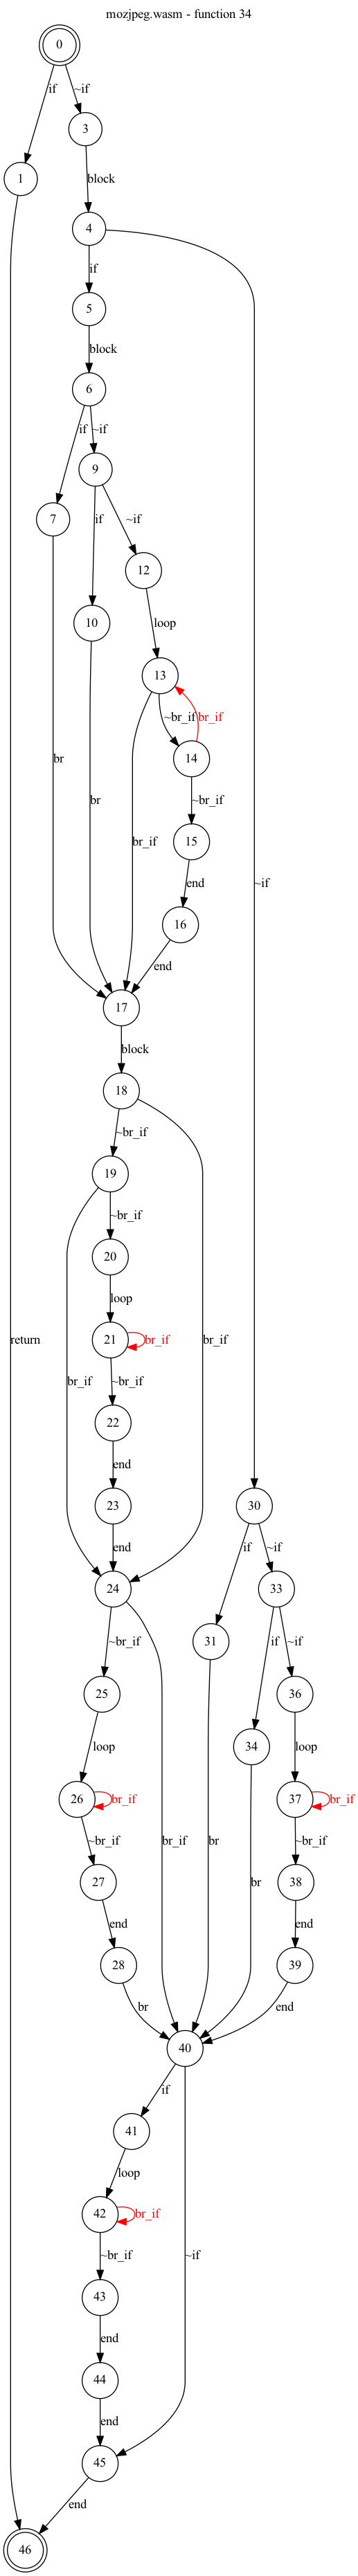 mozjpeg.wasm - function 34
0
if
~if
3
1
block
4
if
5
block
6
if
~if
9
7
if
~if
12
10
loop
13
~br_if
br_if
14
br
br
br_if
~br_if
15
end
~if
16
end
17
block
18
~br_if
19
~br_if
20
loop
return
21
br_if
br_if
br_if
~br_if
22
end
23
30
end
if
~if
24
33
~br_if
31
if
~if
25
36
34
loop
loop
26
br_if
37
br_if
~br_if
br_if
br
~br_if
27
br
38
end
end
28
39
br
end
40
if
41
loop
42
br_if
~br_if
~if
43
end
44
end
45
end
46